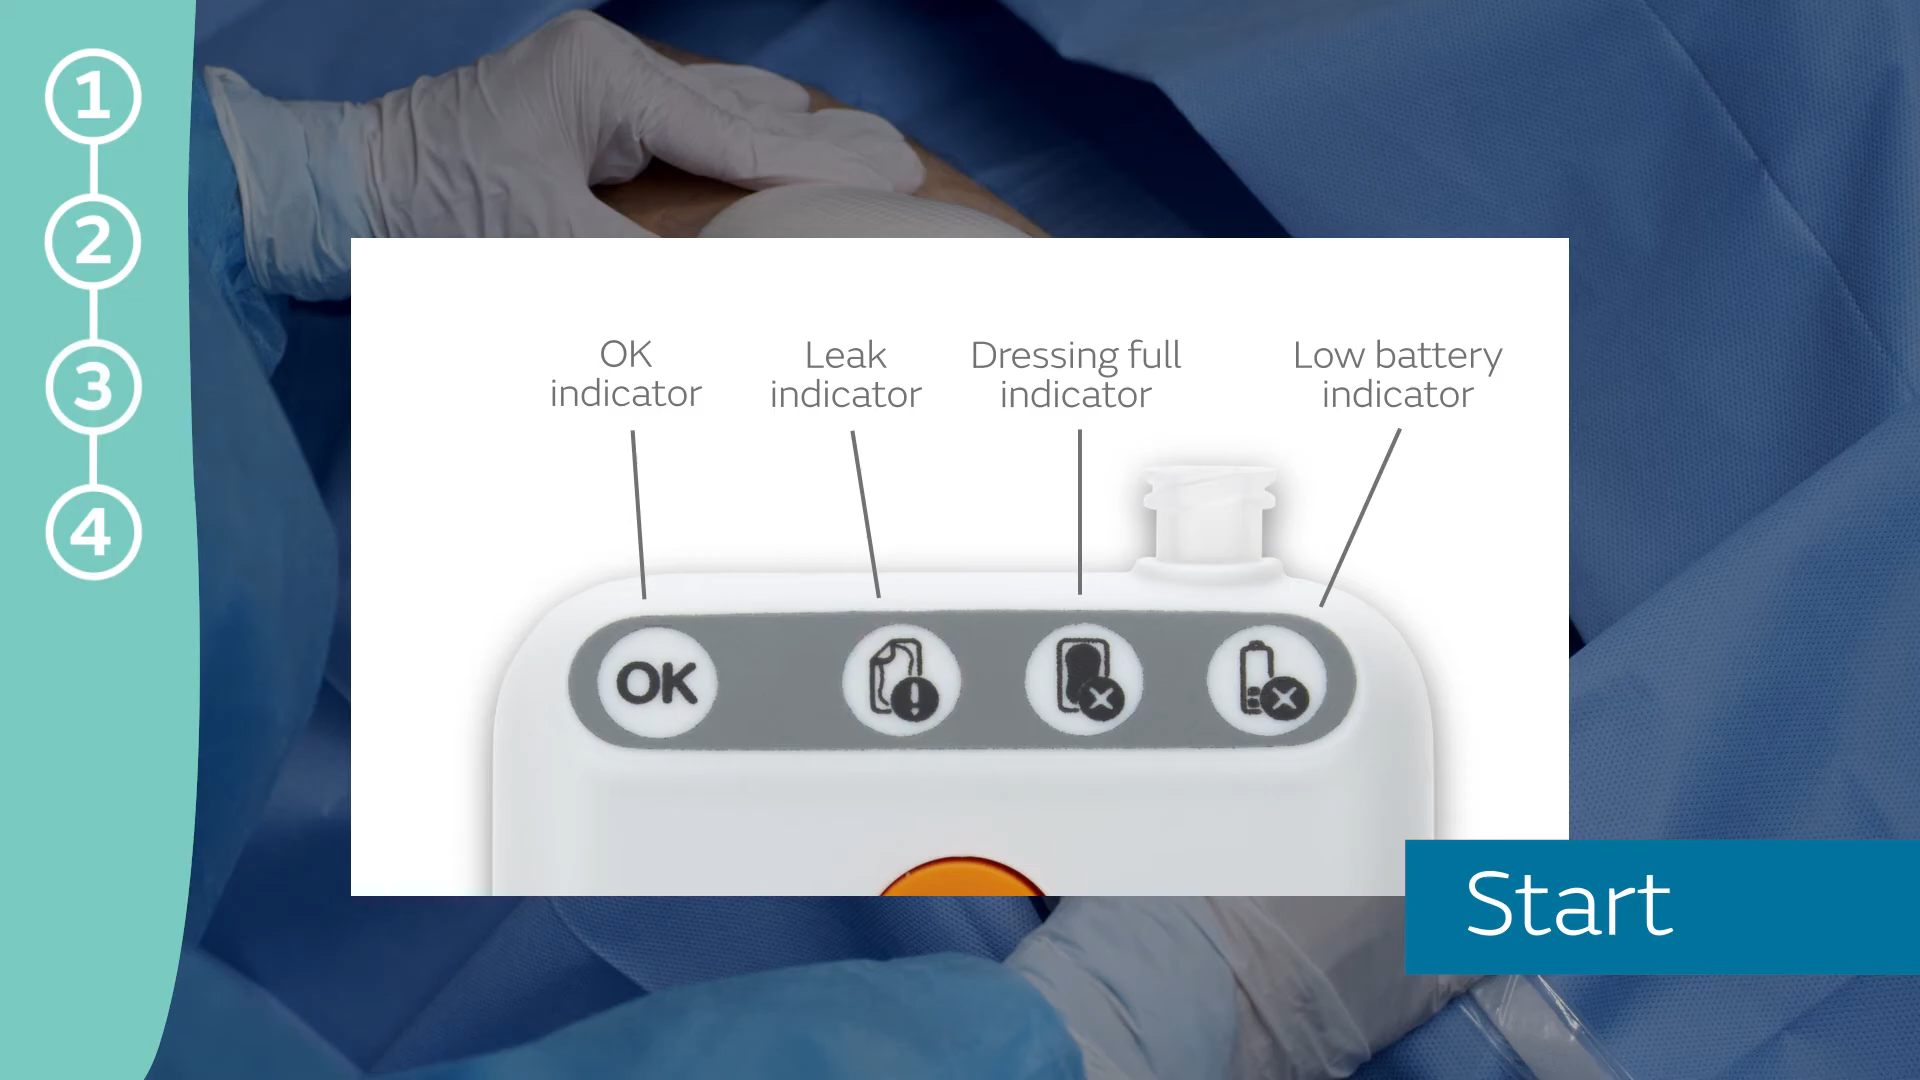 1
2
3
4
OK
indicator
Leak
indicator
Dressing full
indicator
Low battery
indicator
OK
Start